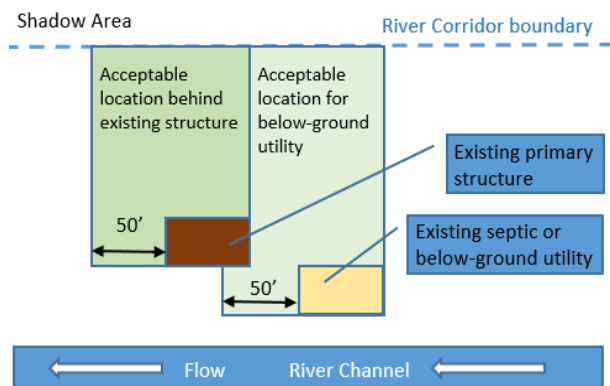 Shadow Area
River Corridor boundary
Acceptable
location behind
existing structure
Acceptable
location for
below-ground
utility
Existing primary
structure
50’
Existing septic or
below-ground utility
50’
Flow
River Channel